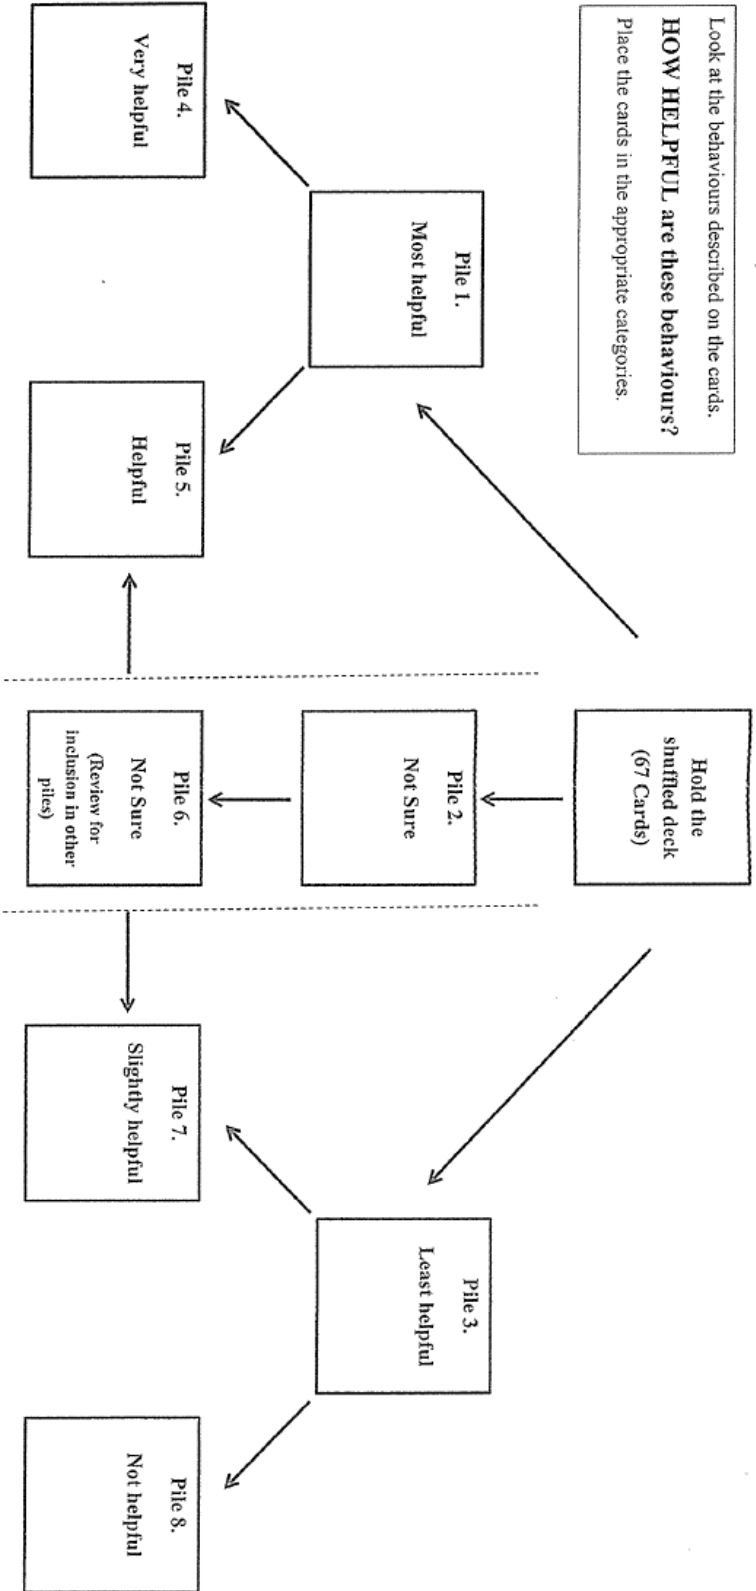 Look at the behaviours described on the cards.
HOW HELPFUL are these behaviours?
Place the cards in the appropriate categories.
Hold the
shuffled deck
(67 Cards)
Pile 1.
Most helpful
Pile 2.
Not Sure
Pile 3.
Least helpful
Pile 4.
Very helpful
Pile 5.
Helpful
Pile 6.
Not Sure
(Review for
inclusion in other
piles)
Pile 7.
Slightly helpful
Pile 8.
Not helpful